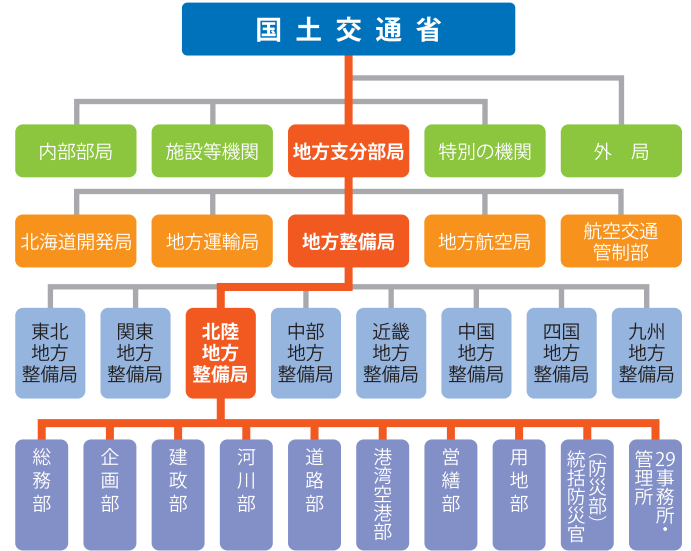 国土交通省
内部部局
施設等機関
地方支分部局
特別の機関
外 局
北海道開発局
地方運輸局
地方整備局
地方航空局
航空交通
管制部
東北
地方
整備局
関東
地方
整備局
北陸
地方
整備局
中部
地方
整備局
近畿
地方
整備局
中国
地方
整備局
四国
地方
整備局
九州
地方
整備局
総務部
企画部
建政部
河川部
道路部
港湾空港部
営繕部
用地部
（防災部）
統括防災官
29事務所・
管理所